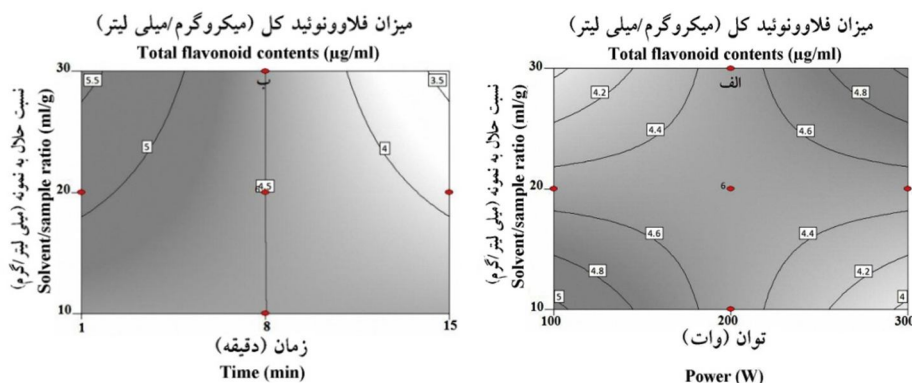 میزان فلاوونوئید کل (میکروگرم/میلی لیتر)
Total flavonoid contents (µg/ml)
نسبت حلال به نمونه (میلی لیتر/گرم)
Solvent/sample ratio (ml/g)
30
20
10
5.5
5
4.5
4
3.5
6
ب
1
8
15
زمان (دقیقه)
Time (min)
میزان فلاوونوئید کل (میکروگرم/میلی لیتر)
Total flavonoid contents (µg/ml)
نسبت حلال به نمونه (میلی لیتر/گرم)
Solvent/sample ratio (ml/g)
30
20
10
الف
4.2
4.4
4.8
4.6
6
4.6
4.4
4.8
4.2
5
4
100
200
300
توان (وات)
Power (W)